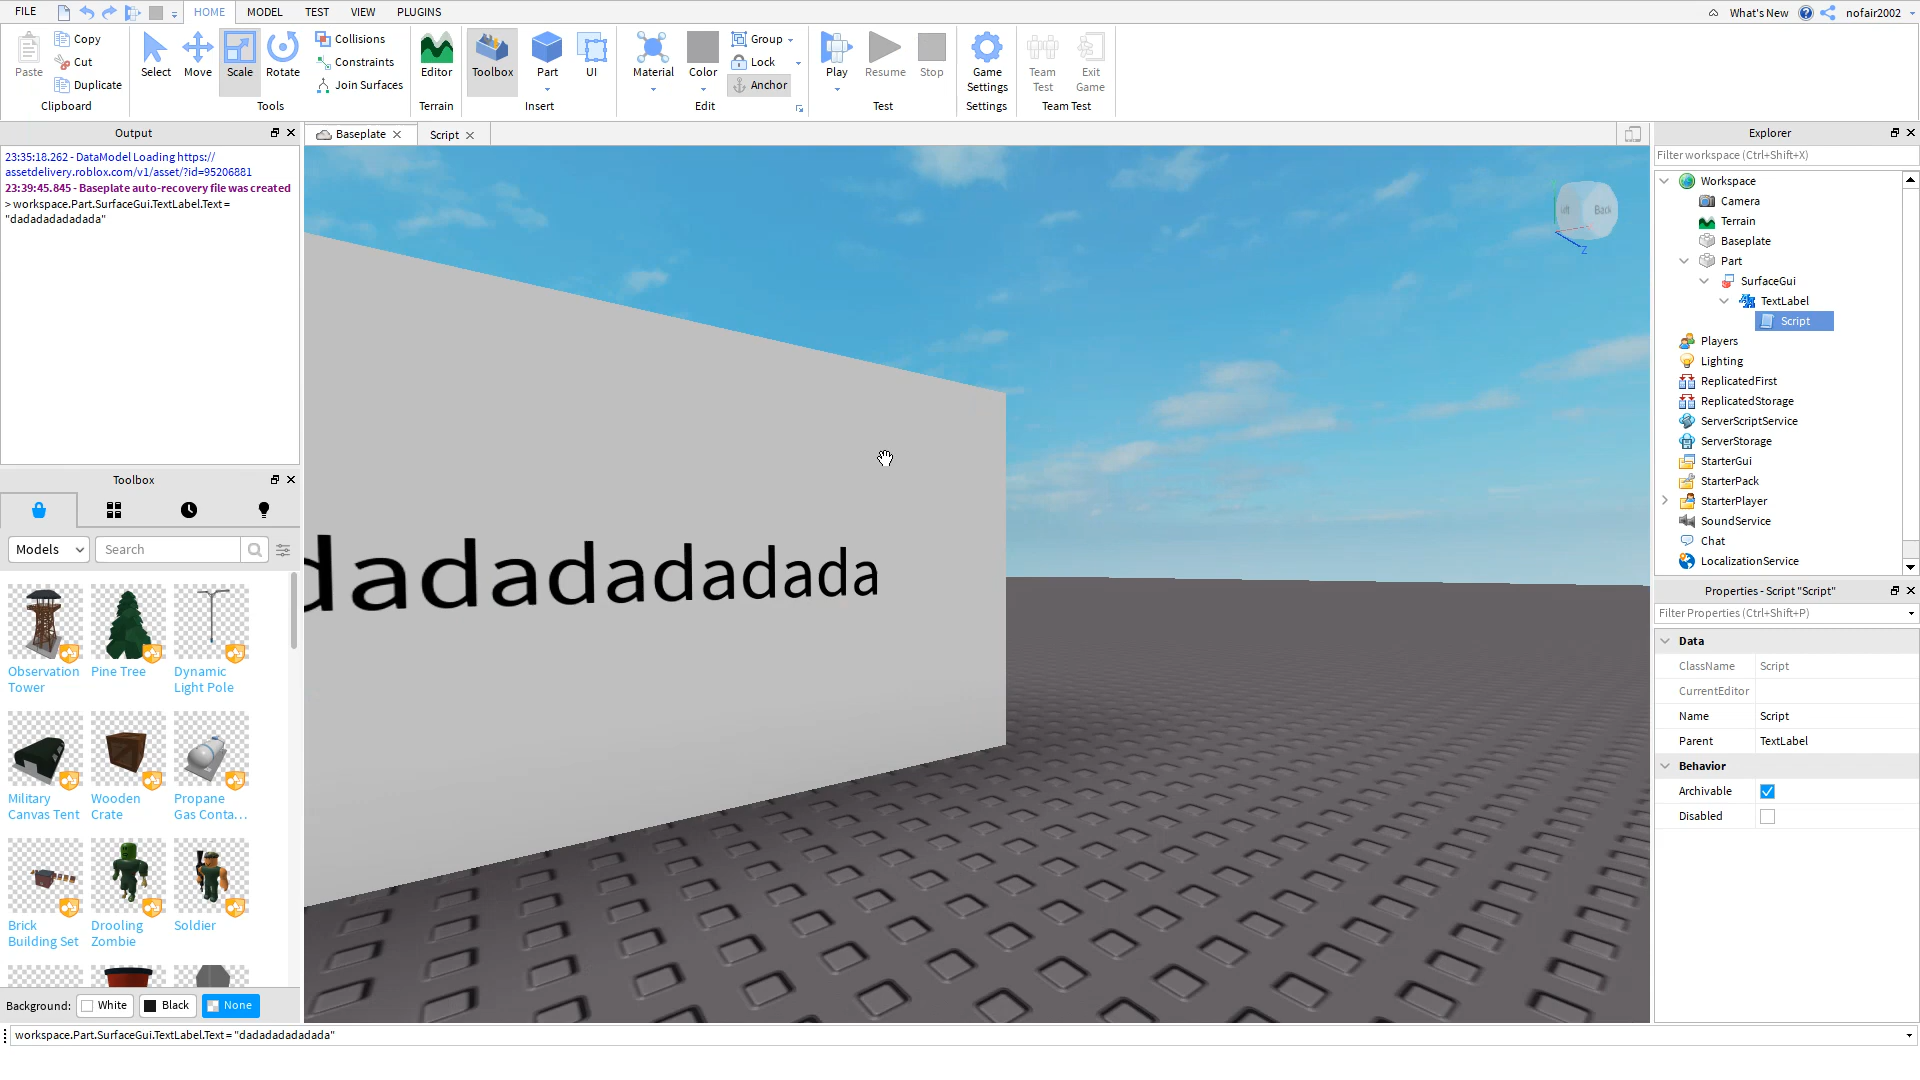 FILE
HOME
MODEL
TEST
VIEW
PLUGINS
What's New
nofair2002
Paste
Copy
Cut
Duplicate
Clipboard
Select
Move
Scale
Rotate
Collisions
Constraints
Join Surfaces
Tools
Editor
Terrain
Toolbox
Part
UI
Insert
Material
Color
Group
Lock
Anchor
Edit
Play
Resume
Stop
Test
Game
Settings
Settings
Team
Test
Exit
Game
Team Test
Output
23:35:18.262 - DataModel Loading https://
assetdelivery.roblox.com/v1/asset/?id=95206881
23:39:45.845 - Baseplate auto-recovery file was created
> workspace.Part.SurfaceGui.TextLabel.Text =
"dadadadadadada"
Toolbox
Models
Search
Observation
Tower
Pine Tree
Dynamic
Light Pole
Military
Canvas Tent
Wooden
Crate
Propane
Gas Conta...
Brick
Building Set
Drooling
Zombie
Soldier
Background:
White
Black
None
Baseplate
Script
Back
Z
dadadadadadada
Explorer
Filter workspace (Ctrl+Shift+X)
Workspace
Camera
Terrain
Baseplate
Part
SurfaceGui
TextLabel
Script
Players
Lighting
ReplicatedFirst
ReplicatedStorage
ServerScriptService
ServerStorage
StarterGui
StarterPack
StarterPlayer
SoundService
Chat
LocalizationService
Properties - Script "Script"
Filter Properties (Ctrl+Shift+P)
Data
ClassName Script
CurrentEditor
Name Script
Parent TextLabel
Behavior
Archivable
Disabled
workspace.Part.SurfaceGui.TextLabel.Text = "dadadadadadada"